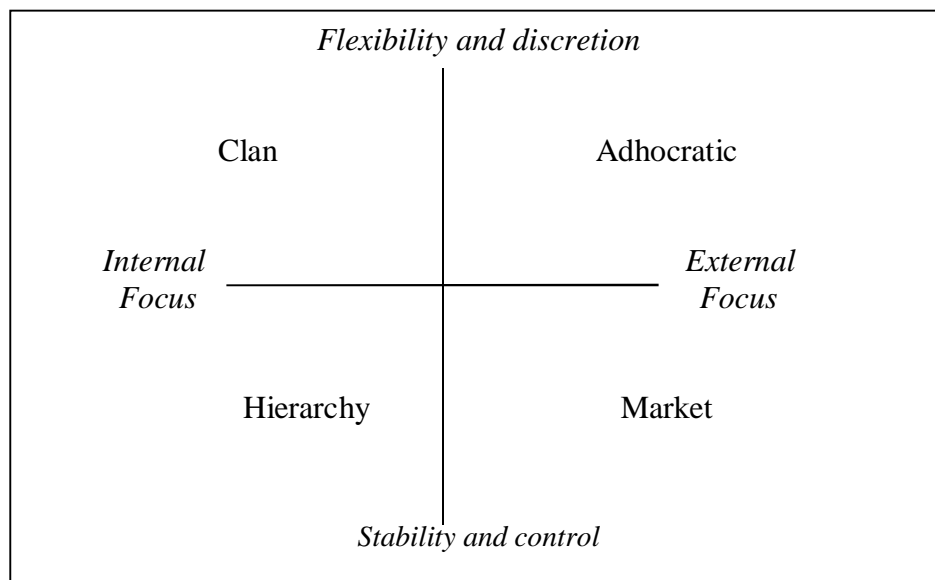 Flexibility and discretion
Clan
Adhocratic
Internal
Focus
External
Focus
Hierarchy
Market
Stability and control